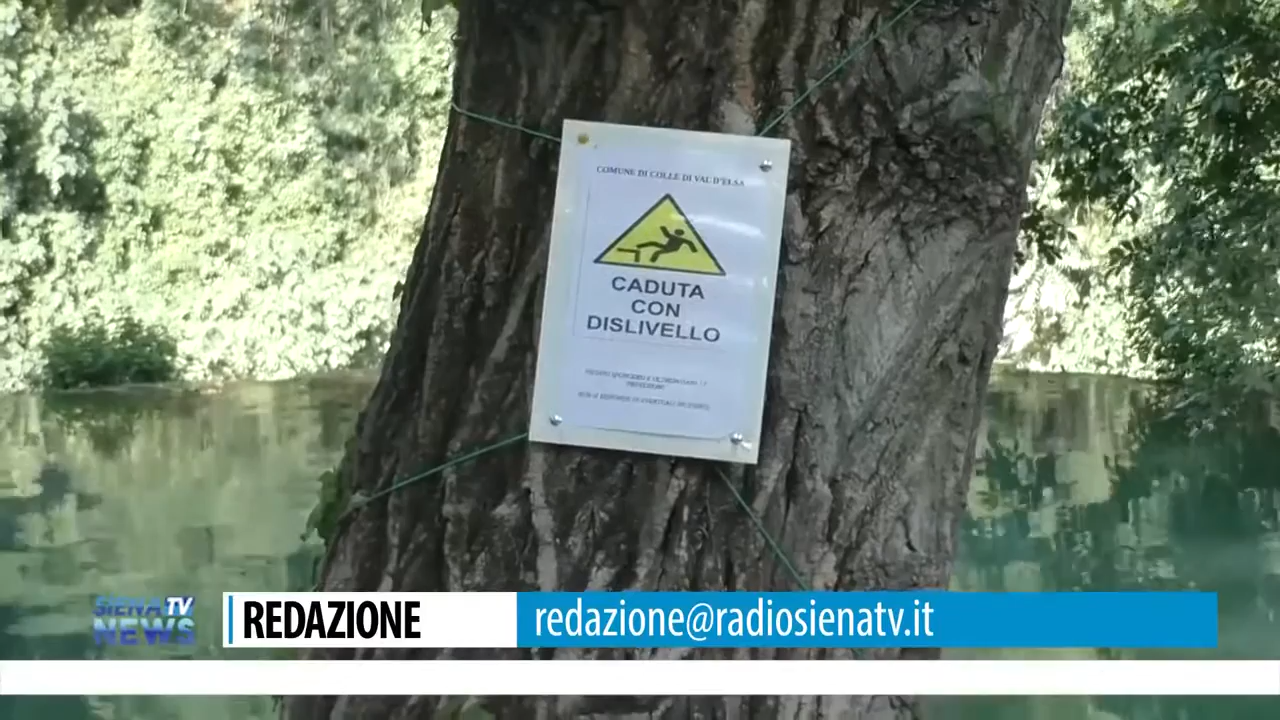 COMUNE DI COLLE DI VAL D'ELSA
CADUTA
CON
DISLIVELLO
SIENA TV
NEWS
REDAZIONE
redazione@radiosienatv.it